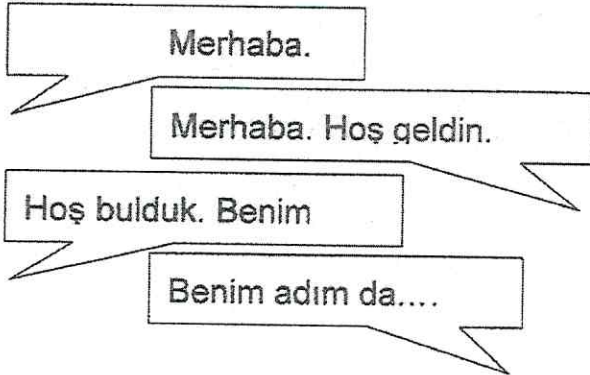 Merhaba.
Merhaba. Hoş geldin.
Hoş bulduk. Benim
Benim adım da....